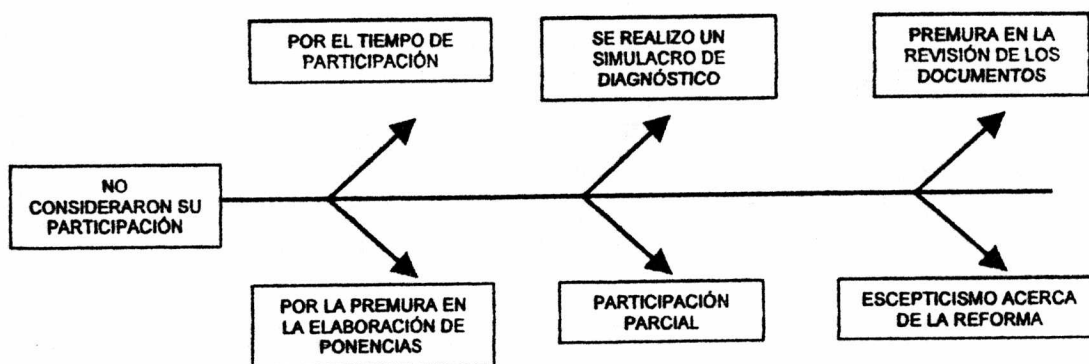 POR EL TIEMPO DE
PARTICIPACIÓN
SE REALIZO UN
SIMULACRO DE
DIAGNÓSTICO
PREMURA EN LA
REVISIÓN DE LOS
DOCUMENTOS
NO
CONSIDERARON SU
PARTICIPACIÓN
POR LA PREMURA EN
LA ELABORACIÓN DE
PONENCIAS
PARTICIPACIÓN
PARCIAL
ESCEPTICISMO ACERCA
DE LA REFORMA